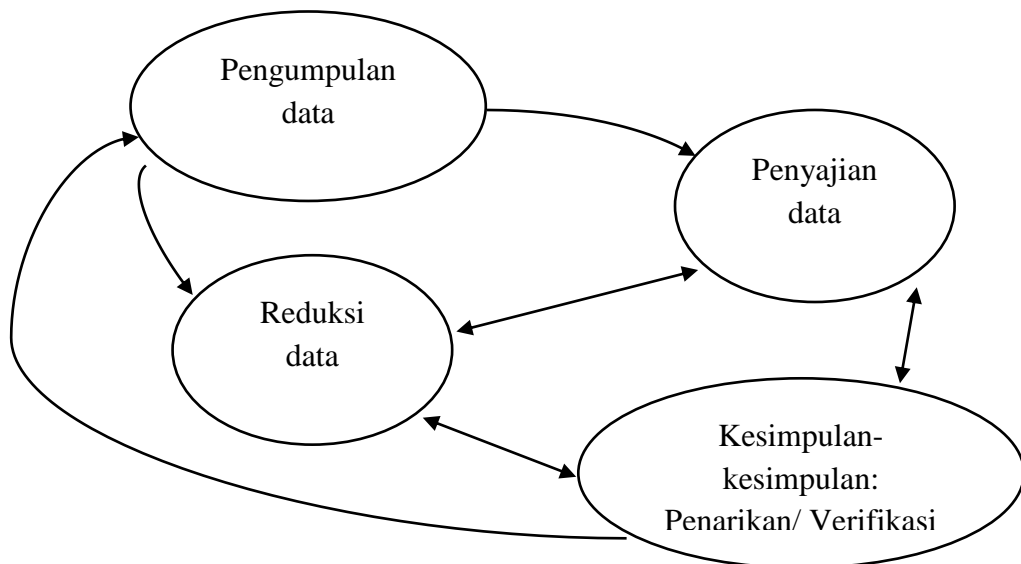 Pengumpulan
data
Penyajian
data
Reduksi
data
Kesimpulan-
kesimpulan:
Penarikan/ Verifikasi